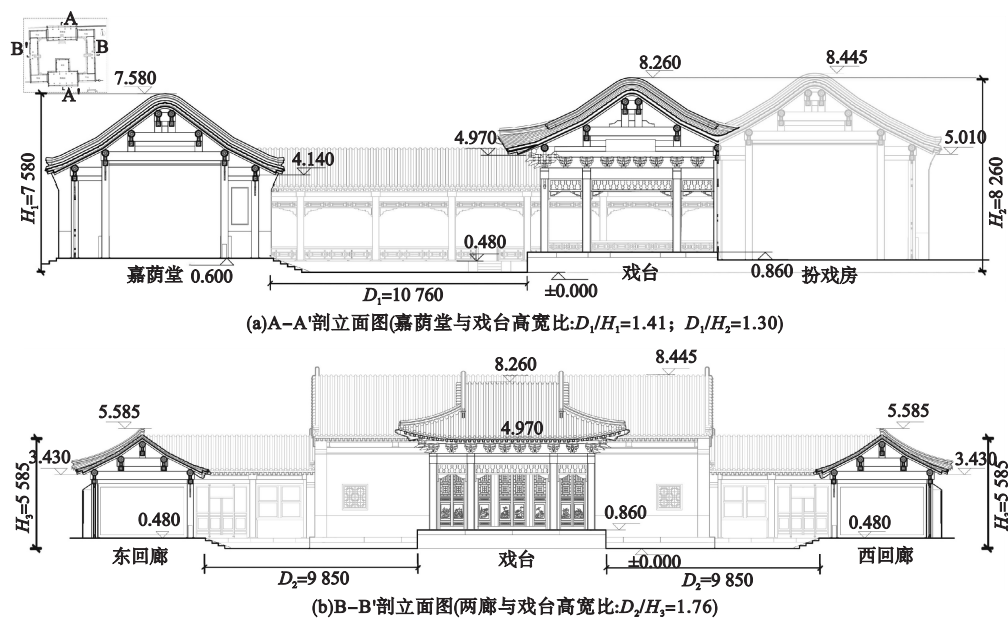 A
B' B
A'
7.580
8.260
8.445
4.970
5.010
4.140
H₁=7 580
H₂=8 260
0.480
嘉荫堂 0.600
戏台
0.860 扮戏房
D₁=10 760
±0.000
(a)A-A'剖立面图(嘉荫堂与戏台高宽比:D₁/H₁=1.41; D₁/H₂=1.30)
8.260
8.445
5.585
5.585
4.970
3.430
3.430
H₃=5 585
H₃=5 585
0.480
0.860
0.480
东回廊
戏台
±0.000
西回廊
D₂=9 850
D₂=9 850
(b)B-B'剖立面图(两廊与戏台高宽比:D₂/H₃=1.76)